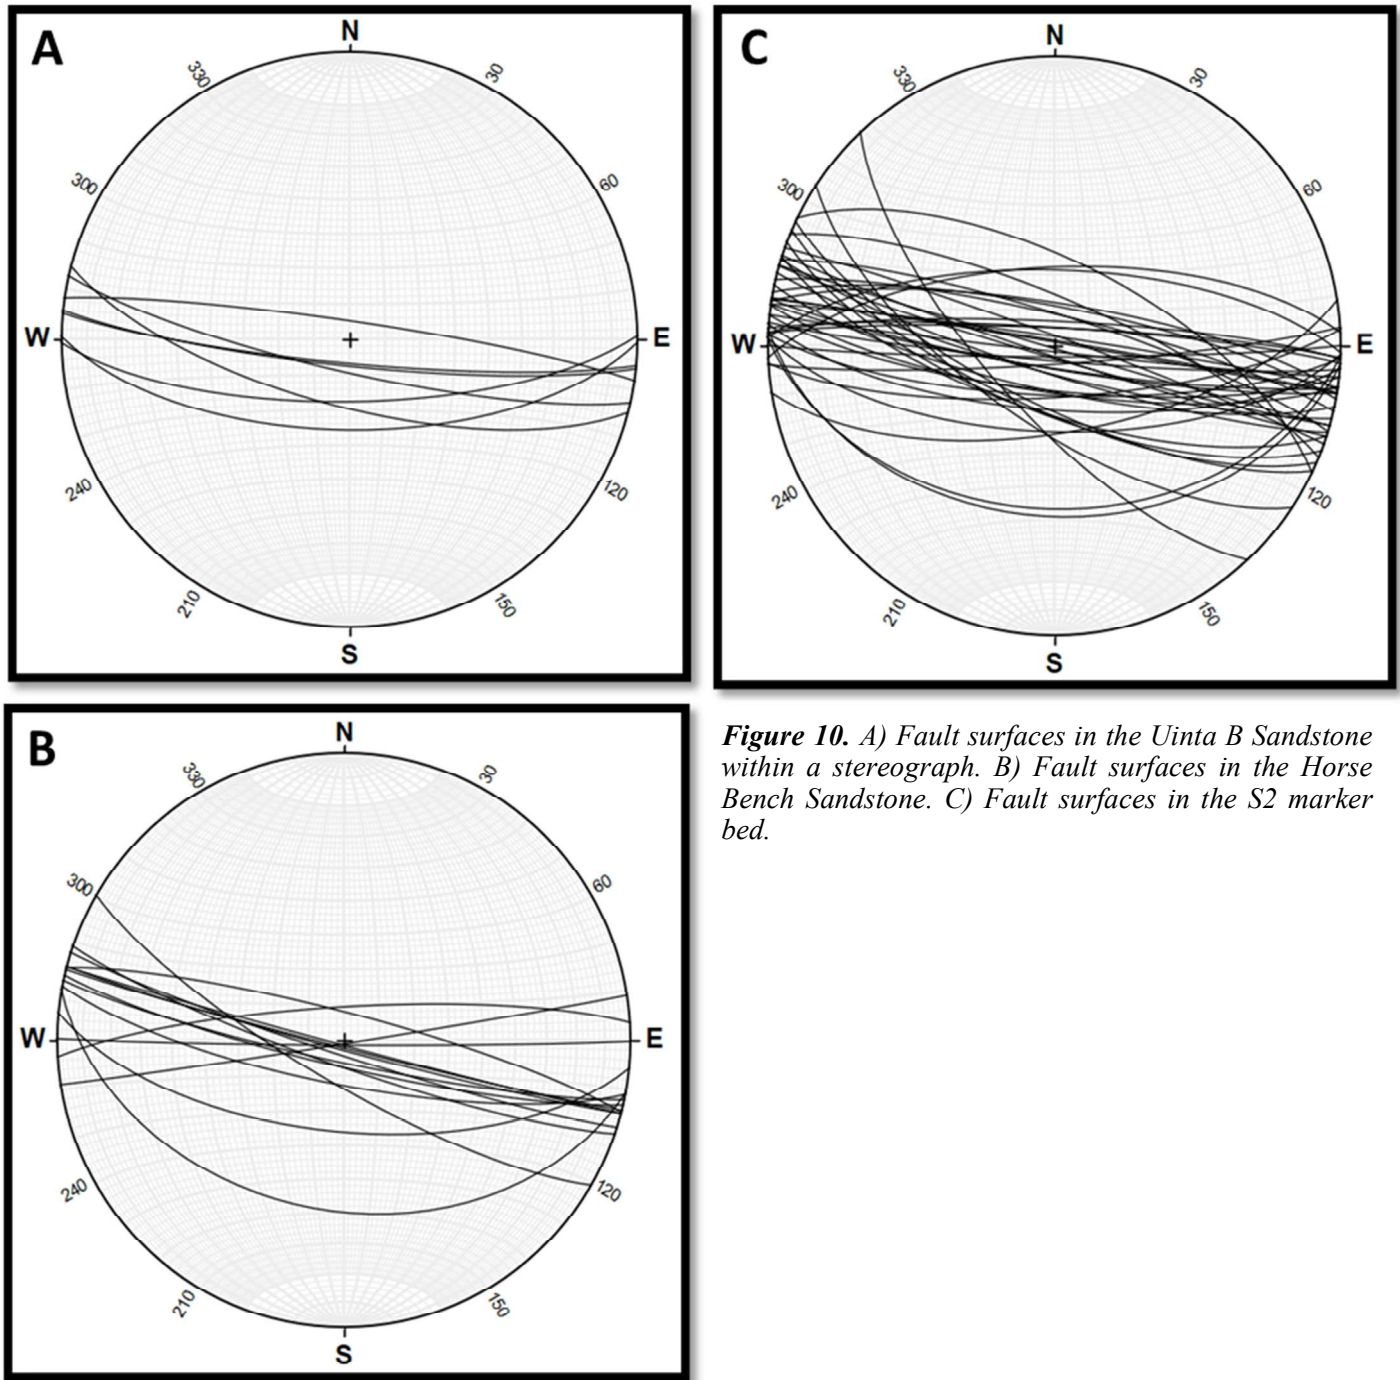 A
N
30
60
E
120
150
S
210
240
W
300
330
C
N
30
60
E
120
150
S
210
240
W
300
330
B
N
30
60
E
120
150
S
210
240
W
300
330
Figure 10. A) Fault surfaces in the Uinta B Sandstone
within a stereograph. B) Fault surfaces in the Horse
Bench Sandstone. C) Fault surfaces in the S2 marker
bed.